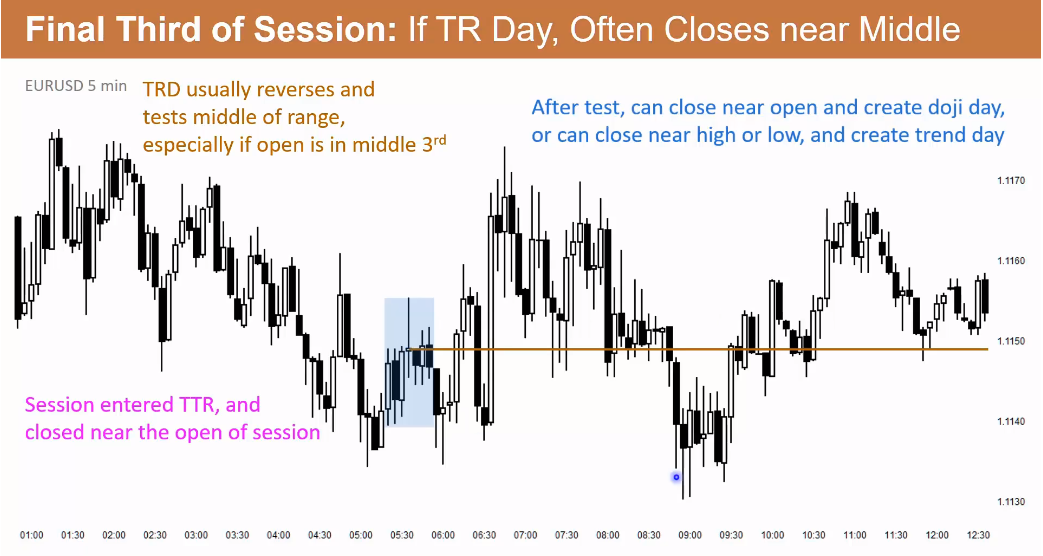 Final Third of Session: If TR Day, Often Closes near Middle
EURUSD 5 min
TRD usually reverses and
tests middle of range,
especially if open is in middle 3rd
After test, can close near open and create doji day,
or can close near high or low, and create trend day
1.1170
1.1160
1.1150
1.1140
1.1130
Session entered TTR, and
closed near the open of session
01:00 01:30 02:00 02:30 03:00 03:30 04:00 04:30 05:00 05:30 06:00 06:30 07:00 07:30 08:00 08:30 09:00 09:30 10:00 10:30 11:00 11:30 12:00 12:30